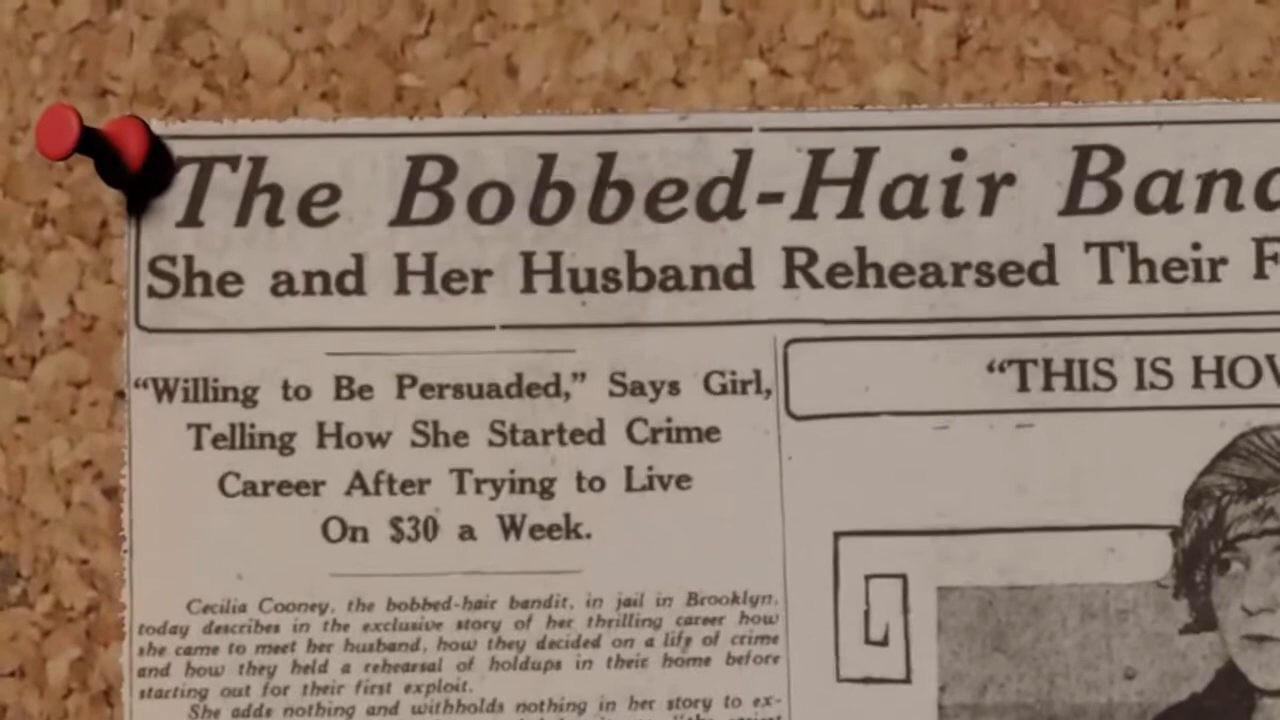 The Bobbed-Hair Band
She and Her Husband Rehearsed Their F
"Willing to Be Persuaded," Says Girl,
Telling How She Started Crime
Career After Trying to Live
On $30 a Week.
"THIS IS HOW
Cecilia Cooney, the bobbed-hair bandit, in jail in Brooklyn,
today describes in the exclusive story of her thrilling career how
she came to meet her husband, how they decided on a life of crime
and how they held a rehearsal of holdups in their home before
starting out for their first exploit.
She adds nothing and withholds nothing in her story to ex-